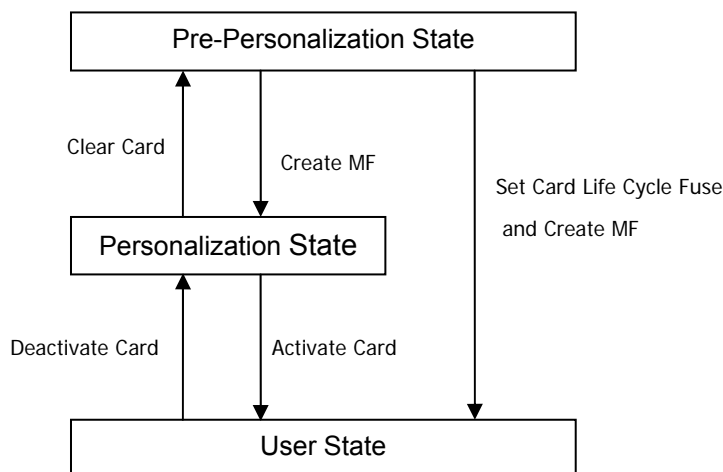 Pre-Personalization State
Clear Card
Create MF
Set Card Life Cycle Fuse
and Create MF
Personalization State
Deactivate Card
Activate Card
User State